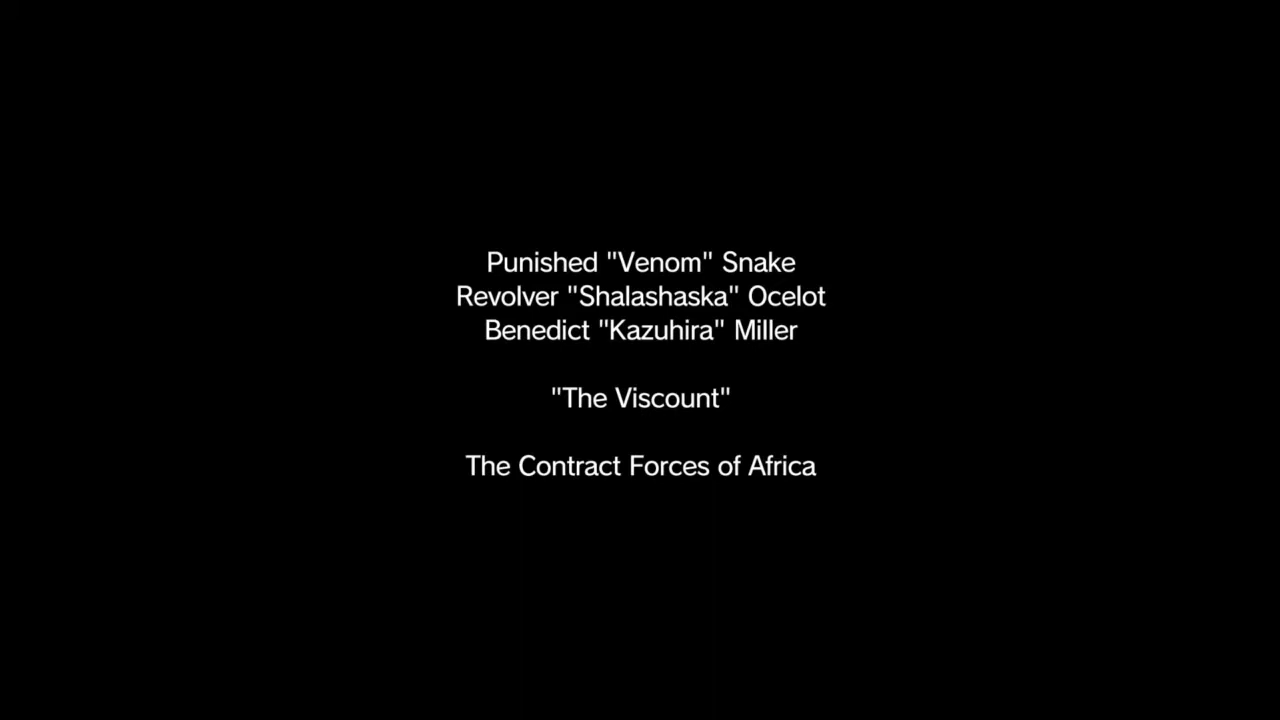 Punished "Venom" Snake
Revolver "Shalashaska" Ocelot
Benedict "Kazuhira" Miller
"The Viscount"
The Contract Forces of Africa